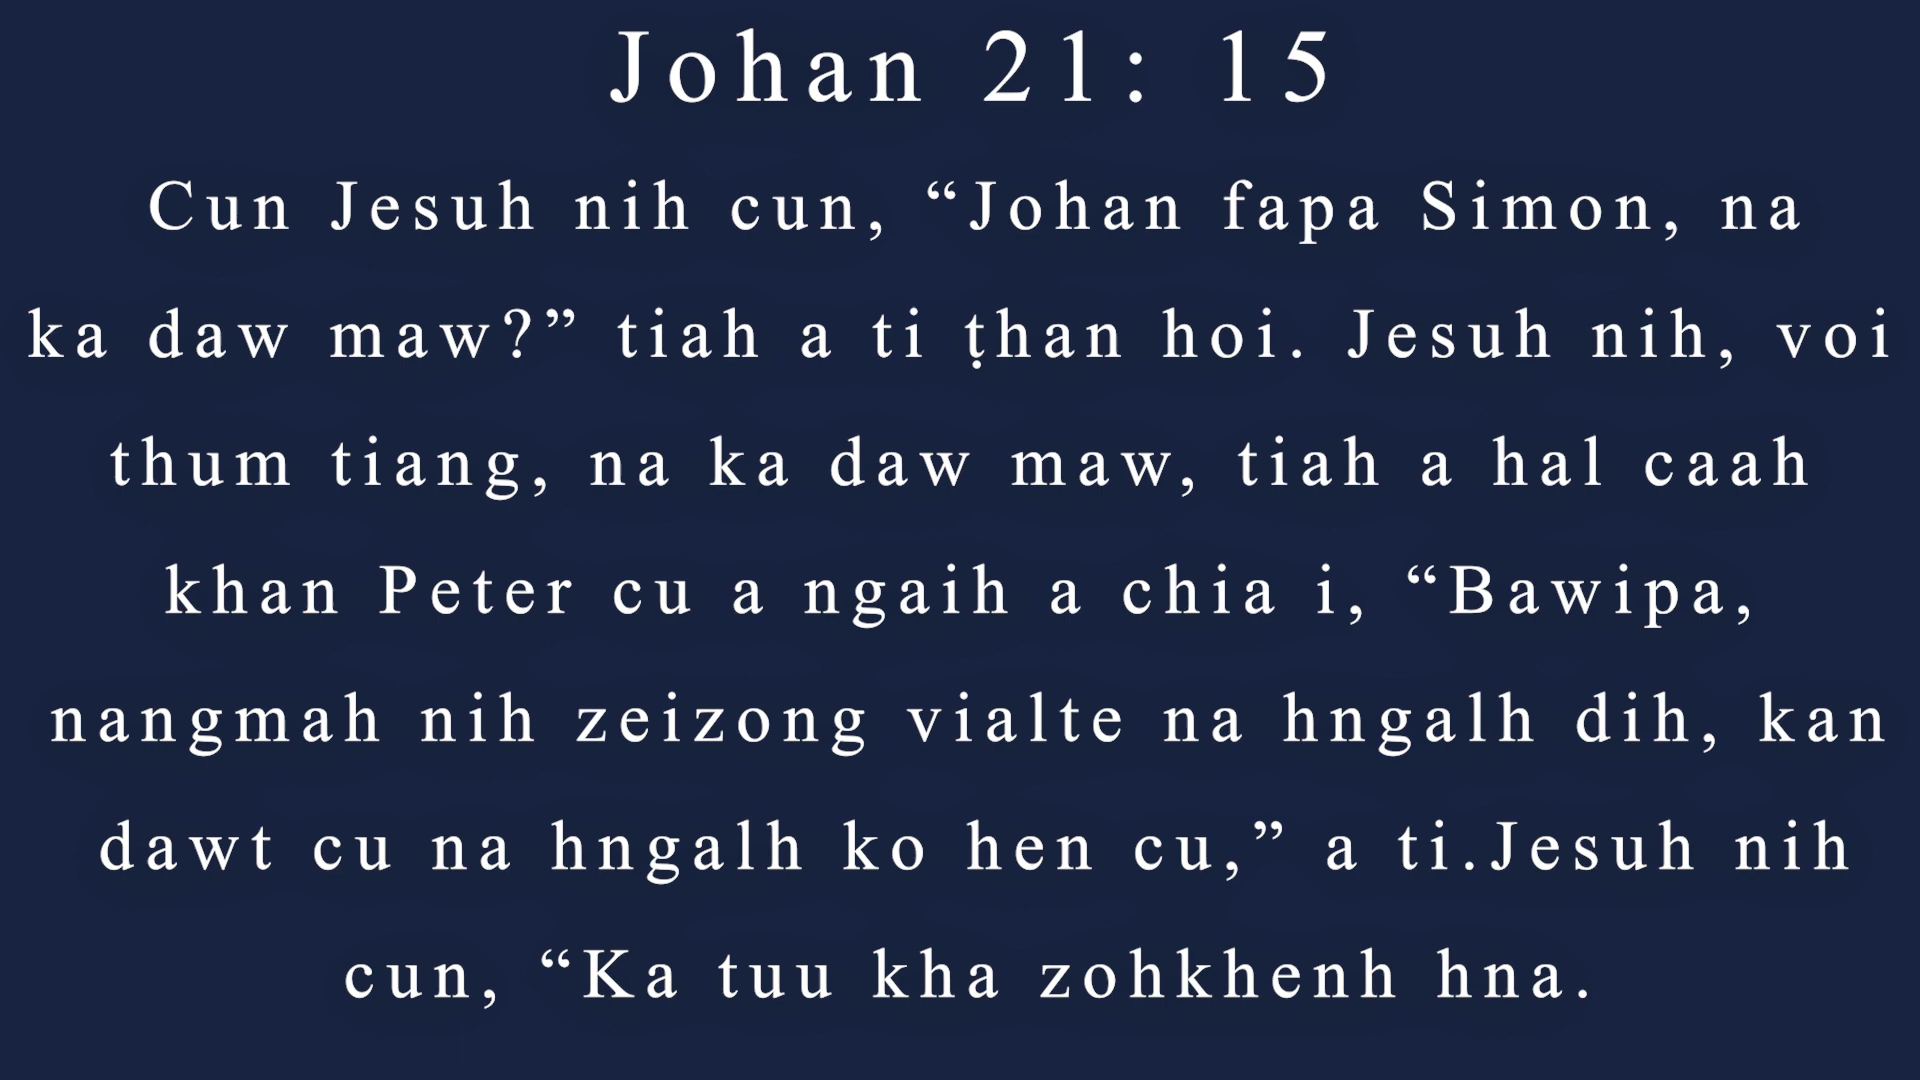 Johan 21: 15
Cun Jesuh nih cun, “Johan fapa Simon, na
ka daw maw?” tiah a ti ṭhan hoi. Jesuh nih, voi
thum tiang, na ka daw maw, tiah a hal caah
khan Peter cu a ngaih a chia i, “Bawipa,
nangmah nih zeizong vialte na hngalh dih, kan
dawt cu na hngalh ko hen cu,” a ti.Jesuh nih
cun, “Ka tuu kha zohkhenh hna.